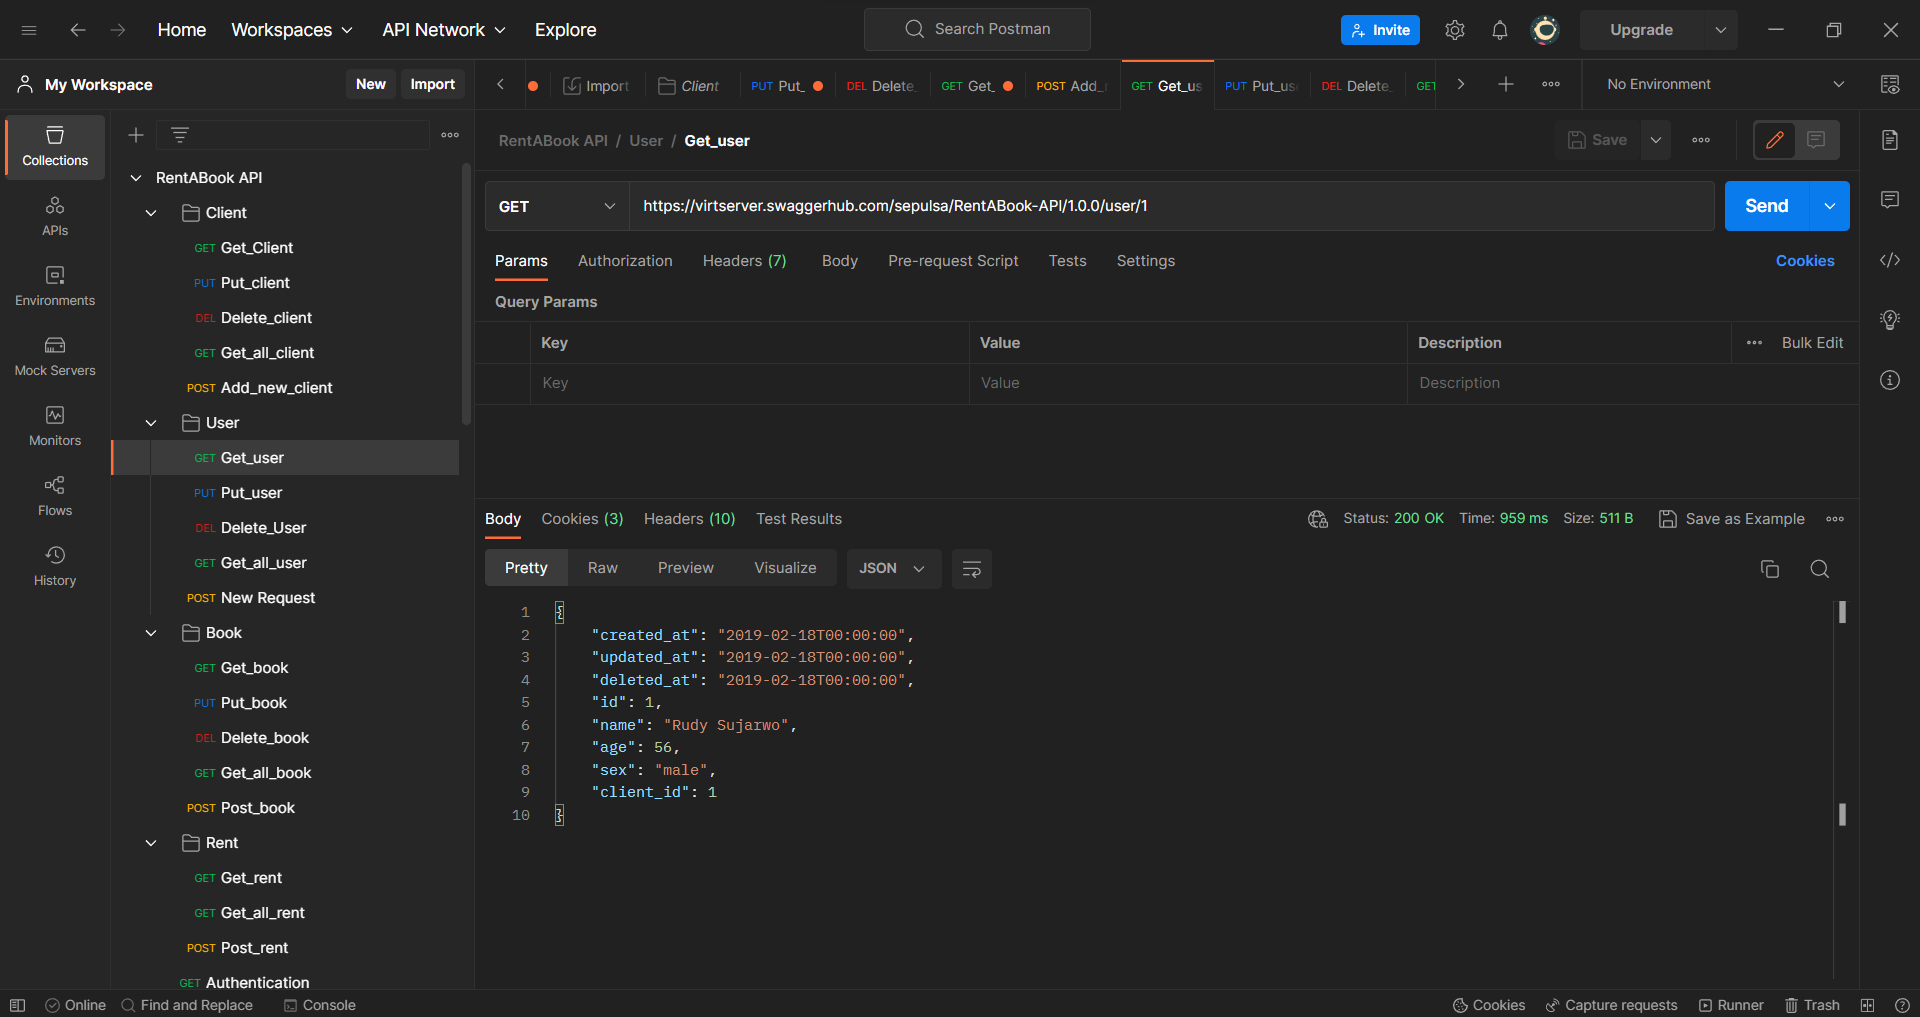 Home Workspaces API Network Explore Search Postman Invite Upgrade
My Workspace New Import Import Client PUT Put_ DEL Delete_ GET Get_ POST Add_ GET Get_us PUT Put_us DEL Delete_ GET No Environment
Collections
APIs
Environments
Mock Servers
Monitors
Flows
History
RentABook API
Client
GET Get_Client
PUT Put_client
DEL Delete_client
GET Get_all_client
POST Add_new_client
User
GET Get_user
PUT Put_user
DEL Delete_User
GET Get_all_user
POST New Request
Book
GET Get_book
PUT Put_book
DEL Delete_book
GET Get_all_book
POST Post_book
Rent
GET Get_rent
GET Get_all_rent
POST Post_rent
GET Authentication
RentABook API / User / Get_user Save
GET https://virtserver.swaggerhub.com/sepulsa/RentABook-API/1.0.0/user/1 Send
Params Authorization Headers (7) Body Pre-request Script Tests Settings Cookies
Query Params
Key Value Description Bulk Edit
Key Value Description
Body Cookies (3) Headers (10) Test Results Status: 200 OK Time: 959 ms Size: 511 B Save as Example
Pretty Raw Preview Visualize JSON
1 {
2 "created_at": "2019-02-18T00:00:00",
3 "updated_at": "2019-02-18T00:00:00",
4 "deleted_at": "2019-02-18T00:00:00",
5 "id": 1,
6 "name": "Rudy Sujarwo",
7 "age": 56,
8 "sex": "male",
9 "client_id": 1
10 }
Online Find and Replace Console Cookies Capture requests Runner Trash